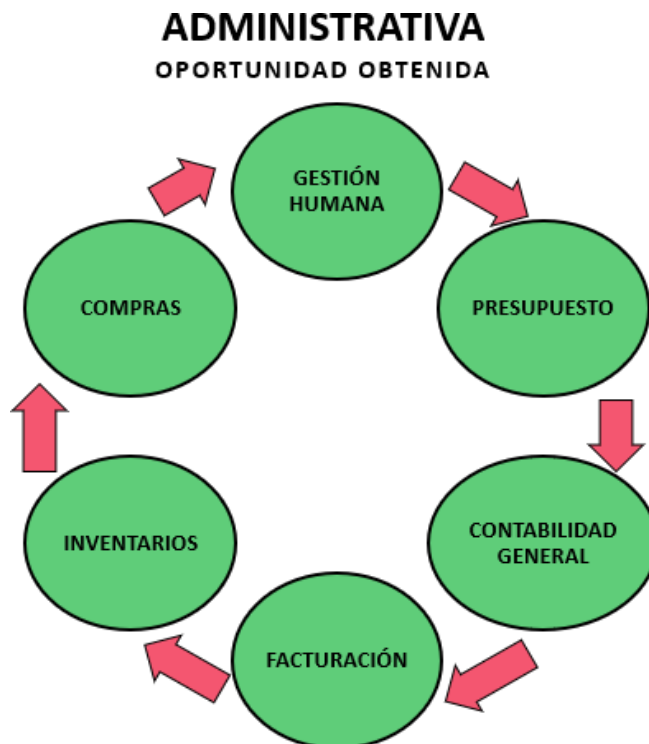 ADMINISTRATIVA
OPORTUNIDAD OBTENIDA
GESTIÓN
HUMANA
PRESUPUESTO
CONTABILIDAD
GENERAL
FACTURACIÓN
INVENTARIOS
COMPRAS